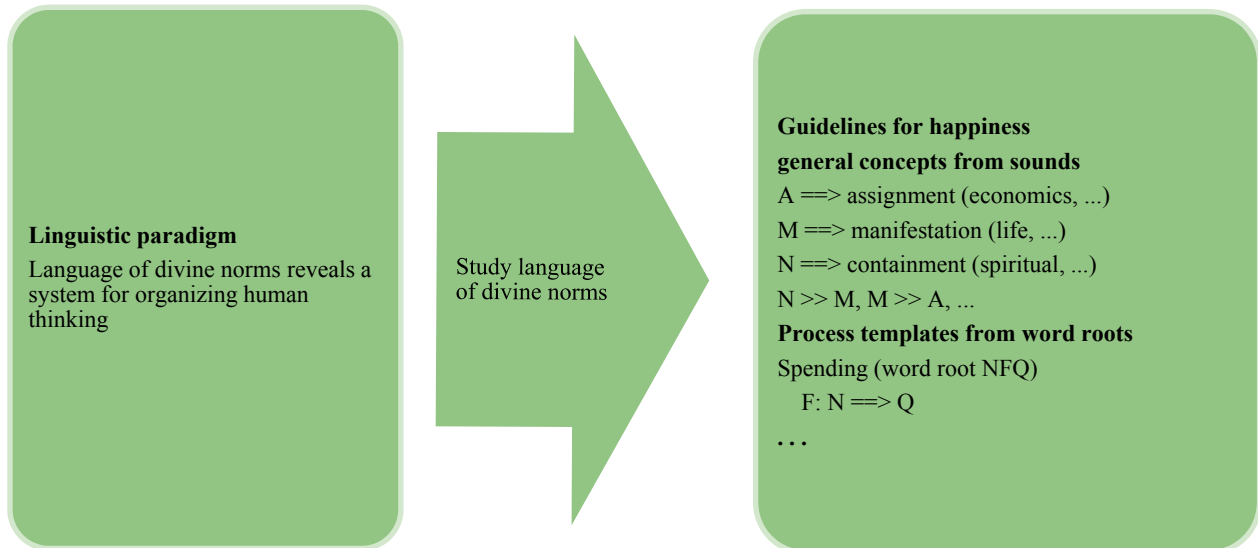 Linguistic paradigm
Language of divine norms reveals a
system for organizing human
thinking
Study language
of divine norms
Guidelines for happiness
general concepts from sounds
A ==> assignment (economics, ...)
M ==> manifestation (life, ...)
N ==> containment (spiritual, ...)
N >> M, M >> A, ...
Process templates from word roots
Spending (word root NFQ)
F: N ==> Q
. . .